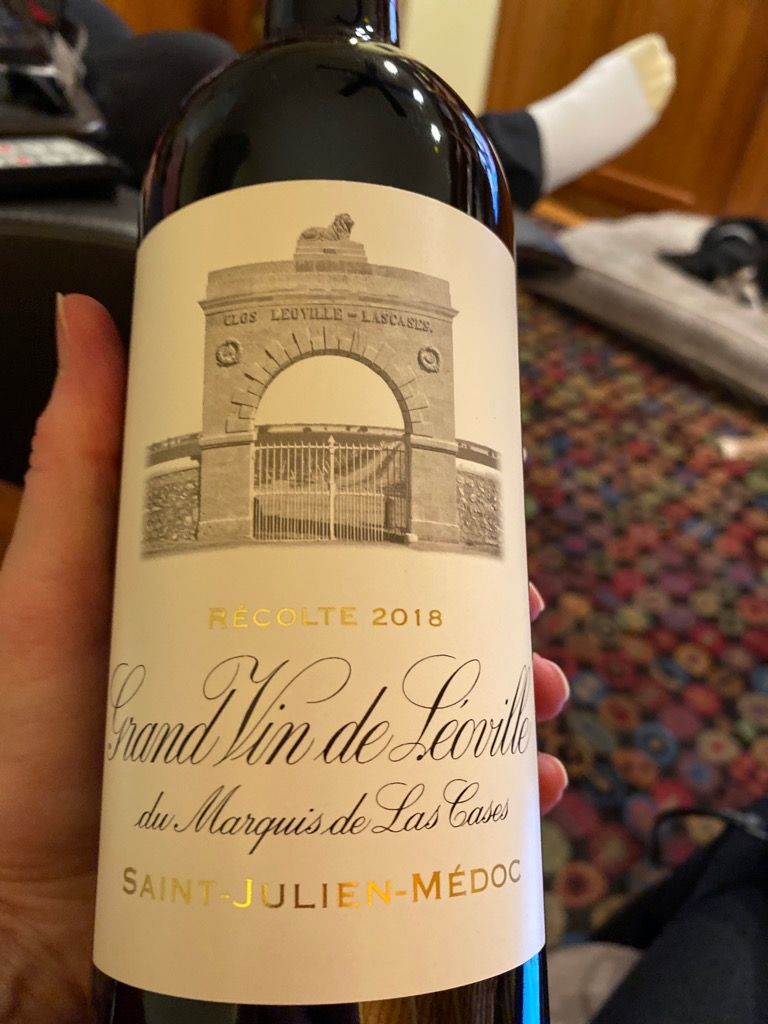 CLOS LEOVILLE-LASCASES.
RÉCOLTE 2018
Grand Vin de Léoville
du Marquis de Las Cases
SAINT-JULIEN-MÉDOC